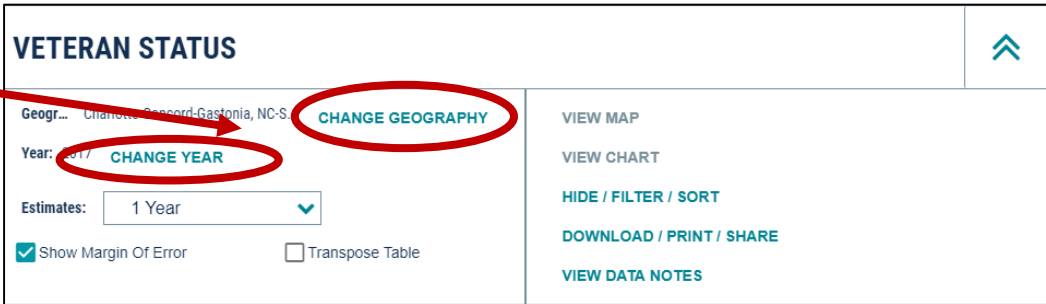 VETERAN STATUS
Geogr... Charlotte-Concord-Gastonia, NC-S... CHANGE GEOGRAPHY
Year: 2017 CHANGE YEAR
Estimates: 1 Year
Show Margin Of Error Transpose Table
VIEW MAP
VIEW CHART
HIDE / FILTER / SORT
DOWNLOAD / PRINT / SHARE
VIEW DATA NOTES